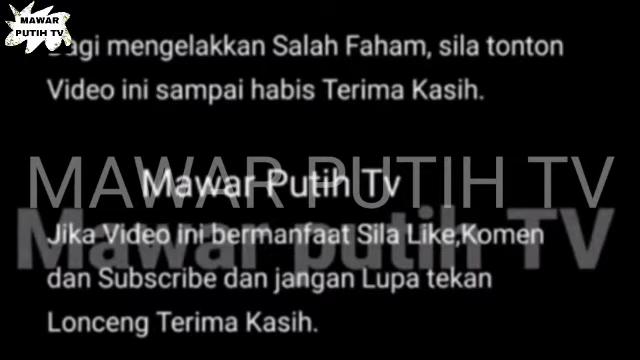 MAWAR
PUTIH TV
Bagi mengelakkan Salah Faham, sila tonton
Video ini sampai habis Terima Kasih.
MAWAR PUTIH TV
Mawar Putih Tv
Mawar putih TV
Jika Video ini bermanfaat Sila Like,Komen
dan Subscribe dan jangan Lupa tekan
Lonceng Terima Kasih.